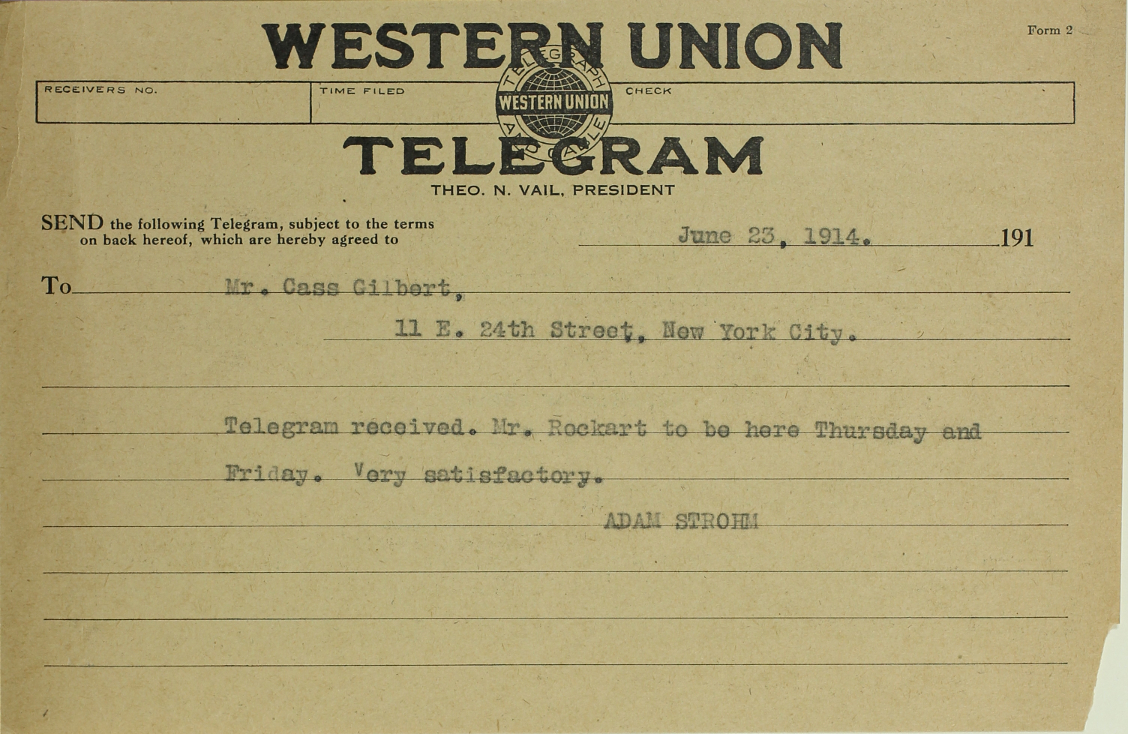 WESTERN UNION
Form 2
RECEIVERS NO.
TIME FILED
CHECK
TELEGRAPH
WESTERN UNION
AND CABLE
TELEGRAM
THEO. N. VAIL, PRESIDENT
SEND the following Telegram, subject to the terms
on back hereof, which are hereby agreed to
June 23, 1914. 191
To Mr. Cass Gilbert,
11 E. 24th Street, New York City.
Telegram received. Mr. Rockart to be here Thursday and
Friday. Very satisfactory.
ADAM STROHM